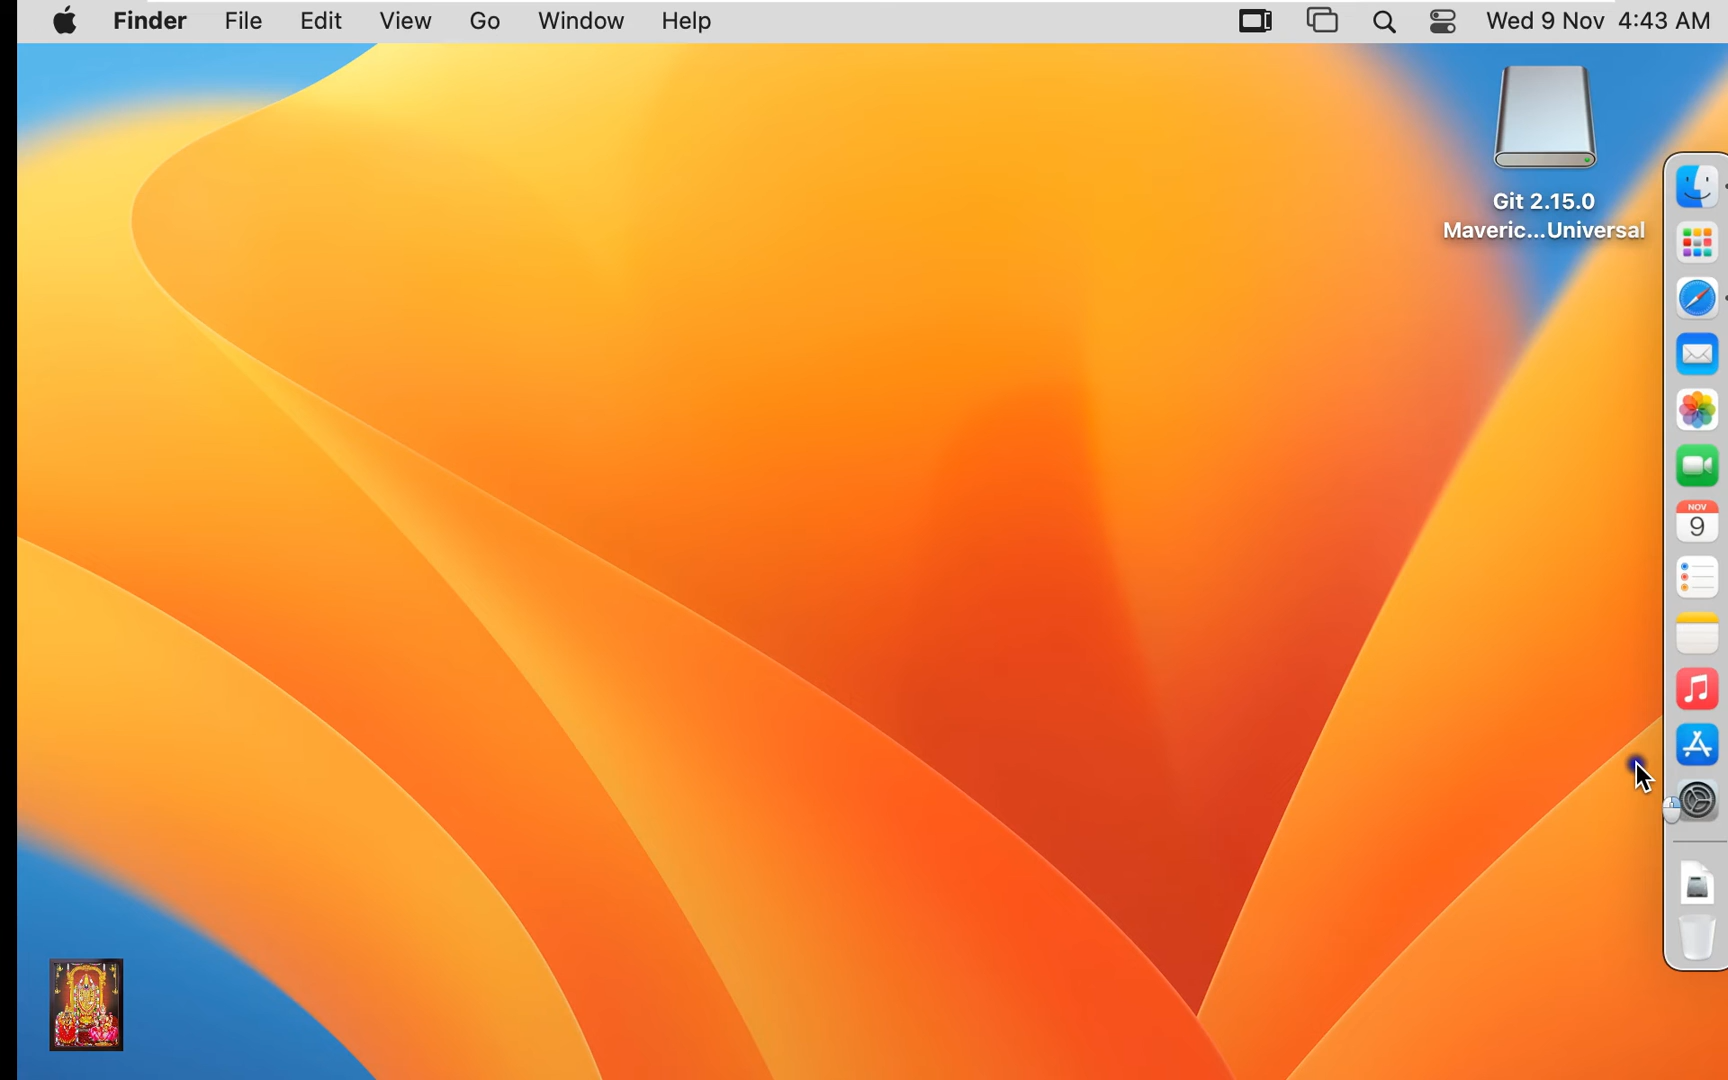 Finder File Edit View Go Window Help Wed 9 Nov 4:43 AM
Git 2.15.0
Maveric...Universal
NOV
9